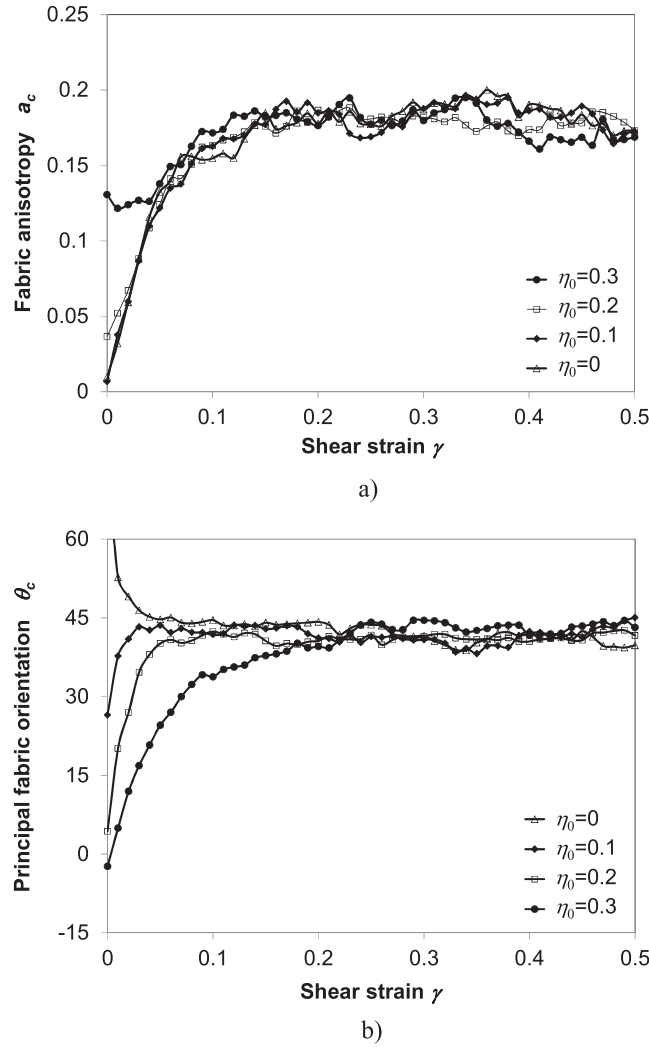 0.25
0.2
0.15
0.1
0.05
0
Fabric anisotropy a_c
η₀=0.3
η₀=0.2
η₀=0.1
η₀=0
0 0.1 0.2 0.3 0.4 0.5
Shear strain γ
a)
60
45
30
15
0
-15
Principal fabric orientation θ_c
η₀=0
η₀=0.1
η₀=0.2
η₀=0.3
0 0.1 0.2 0.3 0.4 0.5
Shear strain γ
b)